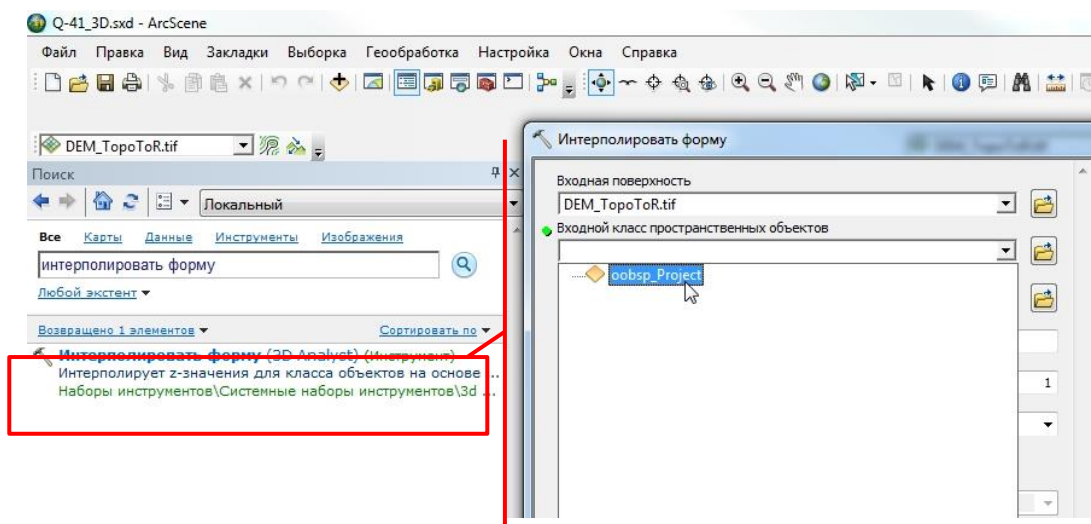 Q-41_3D.sxd - ArcScene
Файл Правка Вид Закладки Выборка Геообработка Настройка Окна Справка
DEM_TopoToR.tif
Поиск
Локальный
Все Карты Данные Инструменты Изображения
интерполировать форму
Любой экстент
Возвращено 1 элементов Сортировать по
Интерполировать форму (3D Analyst) (Инструмент)
Интерполирует z-значения для класса объектов на основе ...
Наборы инструментов\Системные наборы инструментов\3d ...
Интерполировать форму
Входная поверхность
DEM_TopoToR.tif
Входной класс пространственных объектов
oobsp_Project
1